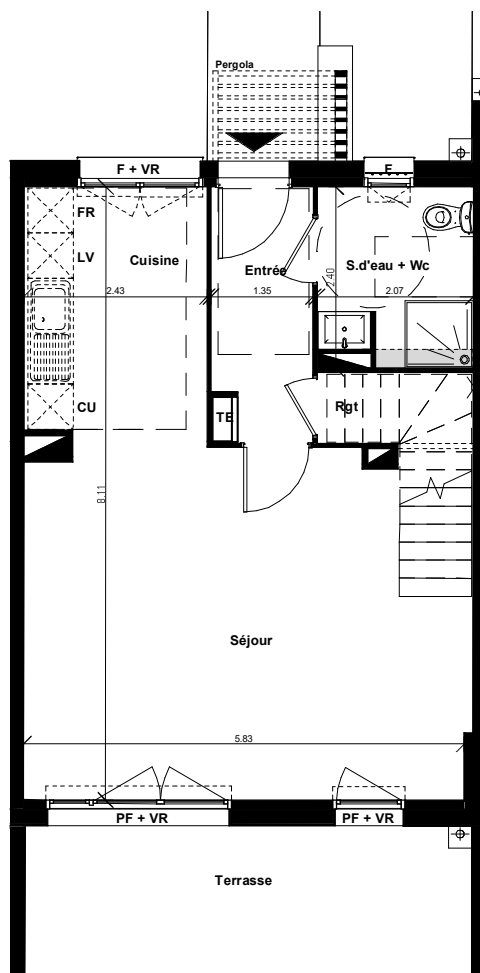 Pergola
F + VR
F
FR
LV
Cuisine
Entrée
S.d'eau + Wc
2.40
2.43
1.35
2.07
CU
TE
Rgt
8.11
Séjour
5.83
PF + VR
PF + VR
Terrasse